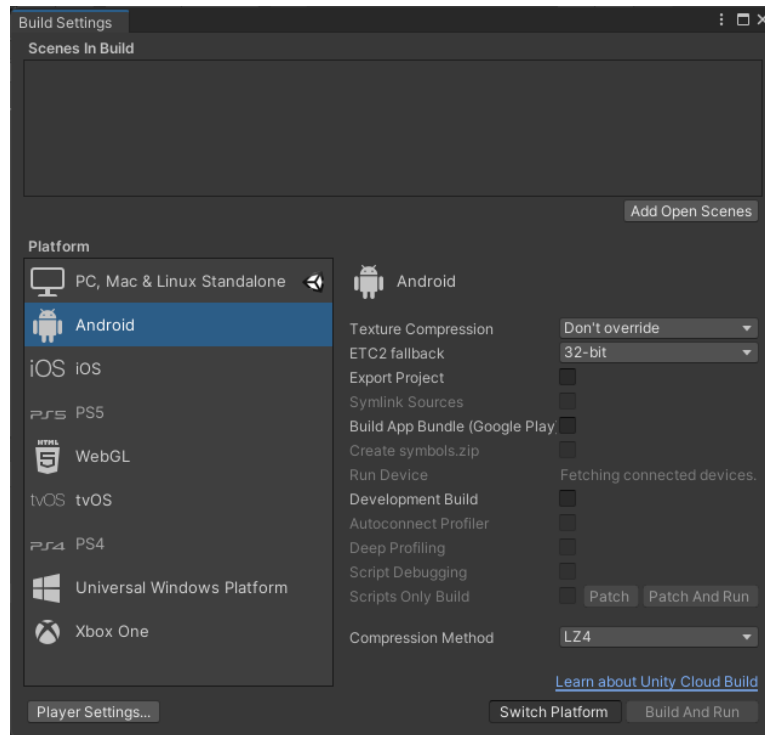 Build Settings
Scenes In Build
Add Open Scenes
Platform
PC, Mac & Linux Standalone
Android
iOS iOS
PS5 PS5
HTML 5 WebGL
tvOS tvOS
PS4 PS4
Universal Windows Platform
Xbox One
Android
Texture Compression Don't override
ETC2 fallback 32-bit
Export Project
Symlink Sources
Build App Bundle (Google Play)
Create symbols.zip
Run Device Fetching connected devices.
Development Build
Autoconnect Profiler
Deep Profiling
Script Debugging
Scripts Only Build Patch Patch And Run
Compression Method LZ4
Learn about Unity Cloud Build
Player Settings... Switch Platform Build And Run